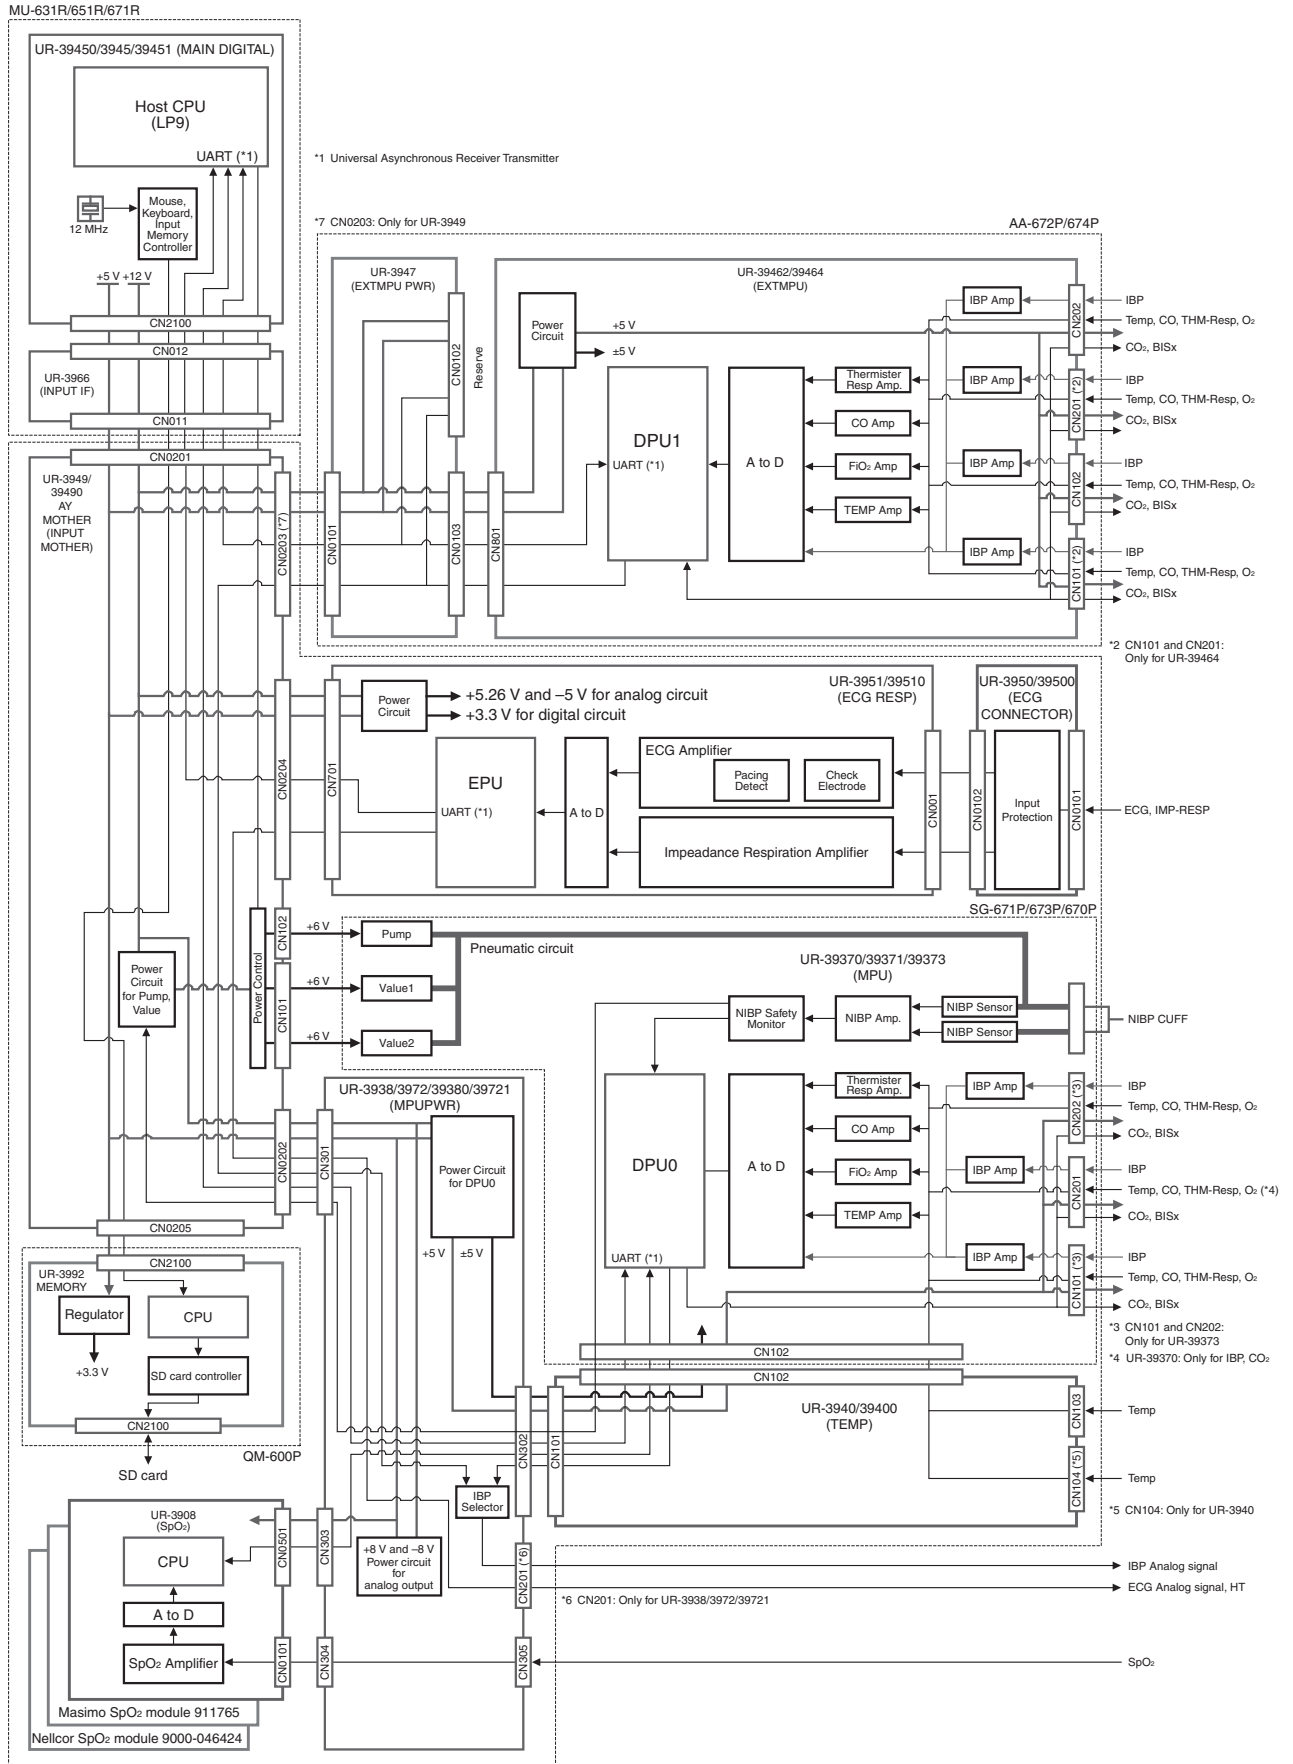 MU-631R/651R/671R
UR-39450/3945/39451 (MAIN DIGITAL)
Host CPU
(LP9)
UART (*1)
12 MHz
Mouse,
Keyboard,
Input
Memory
Controller
+5 V +12 V
CN2100
CN012
UR-3966
(INPUT IF)
CN011
*1 Universal Asynchronous Receiver Transmitter
*7 CN0203: Only for UR-3949
AA-672P/674P
UR-3947
(EXTMPU PWR)
CN0102
Reserve
CN0101
CN0103
UR-39462/39464
(EXTMPU)
Power
Circuit
+5 V
±5 V
CN801
DPU1
UART (*1)
A to D
Thermister
Resp Amp.
CO Amp
FiO₂ Amp
TEMP Amp
IBP Amp
IBP Amp
IBP Amp
IBP Amp
CN202
CN201 (*2)
CN102
CN101 (*2)
IBP
Temp, CO, THM-Resp, O₂
CO₂, BISx
IBP
Temp, CO, THM-Resp, O₂
CO₂, BISx
IBP
Temp, CO, THM-Resp, O₂
CO₂, BISx
IBP
Temp, CO, THM-Resp, O₂
CO₂, BISx
*2 CN101 and CN201:
Only for UR-39464
CN0201
UR-3949/
39490
AY
MOTHER
(INPUT
MOTHER)
CN0203 (*7)
CN0204
CN701
Power
Circuit
+5.26 V and –5 V for analog circuit
+3.3 V for digital circuit
UR-3951/39510
(ECG RESP)
EPU
UART (*1)
A to D
ECG Amplifier
Pacing
Detect
Check
Electrode
Impeadance Respiration Amplifier
CN001
UR-3950/39500
(ECG
CONNECTOR)
CN0102
Input
Protection
CN0101
ECG, IMP-RESP
SG-671P/673P/670P
Power
Circuit
for Pump,
Value
Power Control
CN102
CN101
+6 V
+6 V
+6 V
Pump
Value1
Value2
Pneumatic circuit
UR-39370/39371/39373
(MPU)
NIBP Safety
Monitor
NIBP Amp.
NIBP Sensor
NIBP Sensor
NIBP CUFF
DPU0
UART (*1)
A to D
Thermister
Resp Amp.
CO Amp
FiO₂ Amp
TEMP Amp
IBP Amp
IBP Amp
IBP Amp
CN202 (*3)
CN201
CN101 (*3)
IBP
Temp, CO, THM-Resp, O₂
CO₂, BISx
IBP
Temp, CO, THM-Resp, O₂ (*4)
CO₂, BISx
IBP
Temp, CO, THM-Resp, O₂
CO₂, BISx
*3 CN101 and CN202:
Only for UR-39373
*4 UR-39370: Only for IBP, CO₂
CN102
UR-3938/3972/39380/39721
(MPUPWR)
CN0202
CN301
Power Circuit
for DPU0
+5 V
±5 V
CN0205
CN2100
UR-3992
MEMORY
Regulator
+3.3 V
CPU
SD card controller
CN2100
QM-600P
SD card
CN102
UR-3940/39400
(TEMP)
CN302
CN101
CN103
CN104 (*5)
Temp
Temp
*5 CN104: Only for UR-3940
IBP
Selector
+8 V and –8 V
Power circuit
for
analog output
CN201 (*6)
IBP Analog signal
ECG Analog signal, HT
*6 CN201: Only for UR-3938/3972/39721
UR-3908
(SpO₂)
CPU
A to D
SpO₂ Amplifier
CN0501
CN303
CN0101
CN304
CN305
SpO₂
Masimo SpO₂ module 911765
Nellcor SpO₂ module 9000-046424